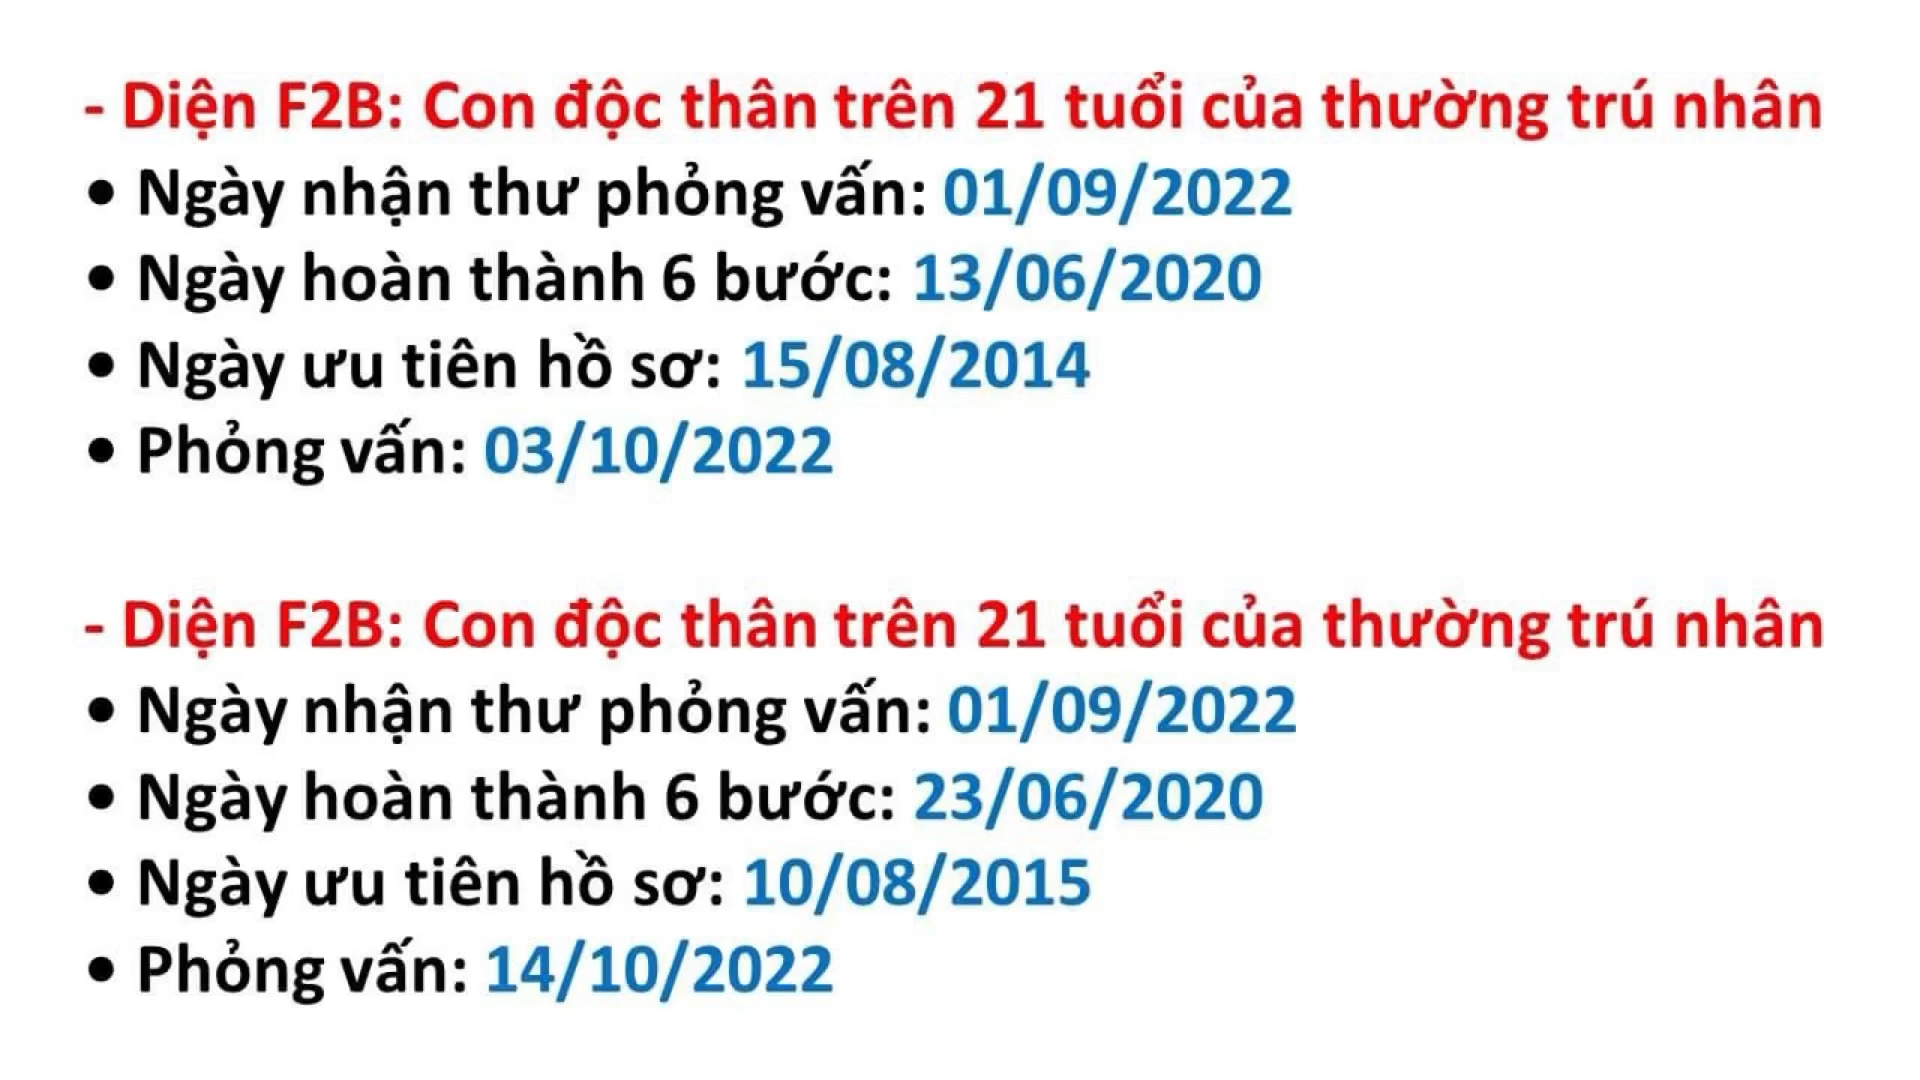 - Diện F2B: Con độc thân trên 21 tuổi của thường trú nhân
• Ngày nhận thư phỏng vấn: 01/09/2022
• Ngày hoàn thành 6 bước: 13/06/2020
• Ngày ưu tiên hồ sơ: 15/08/2014
• Phỏng vấn: 03/10/2022
- Diện F2B: Con độc thân trên 21 tuổi của thường trú nhân
• Ngày nhận thư phỏng vấn: 01/09/2022
• Ngày hoàn thành 6 bước: 23/06/2020
• Ngày ưu tiên hồ sơ: 10/08/2015
• Phỏng vấn: 14/10/2022